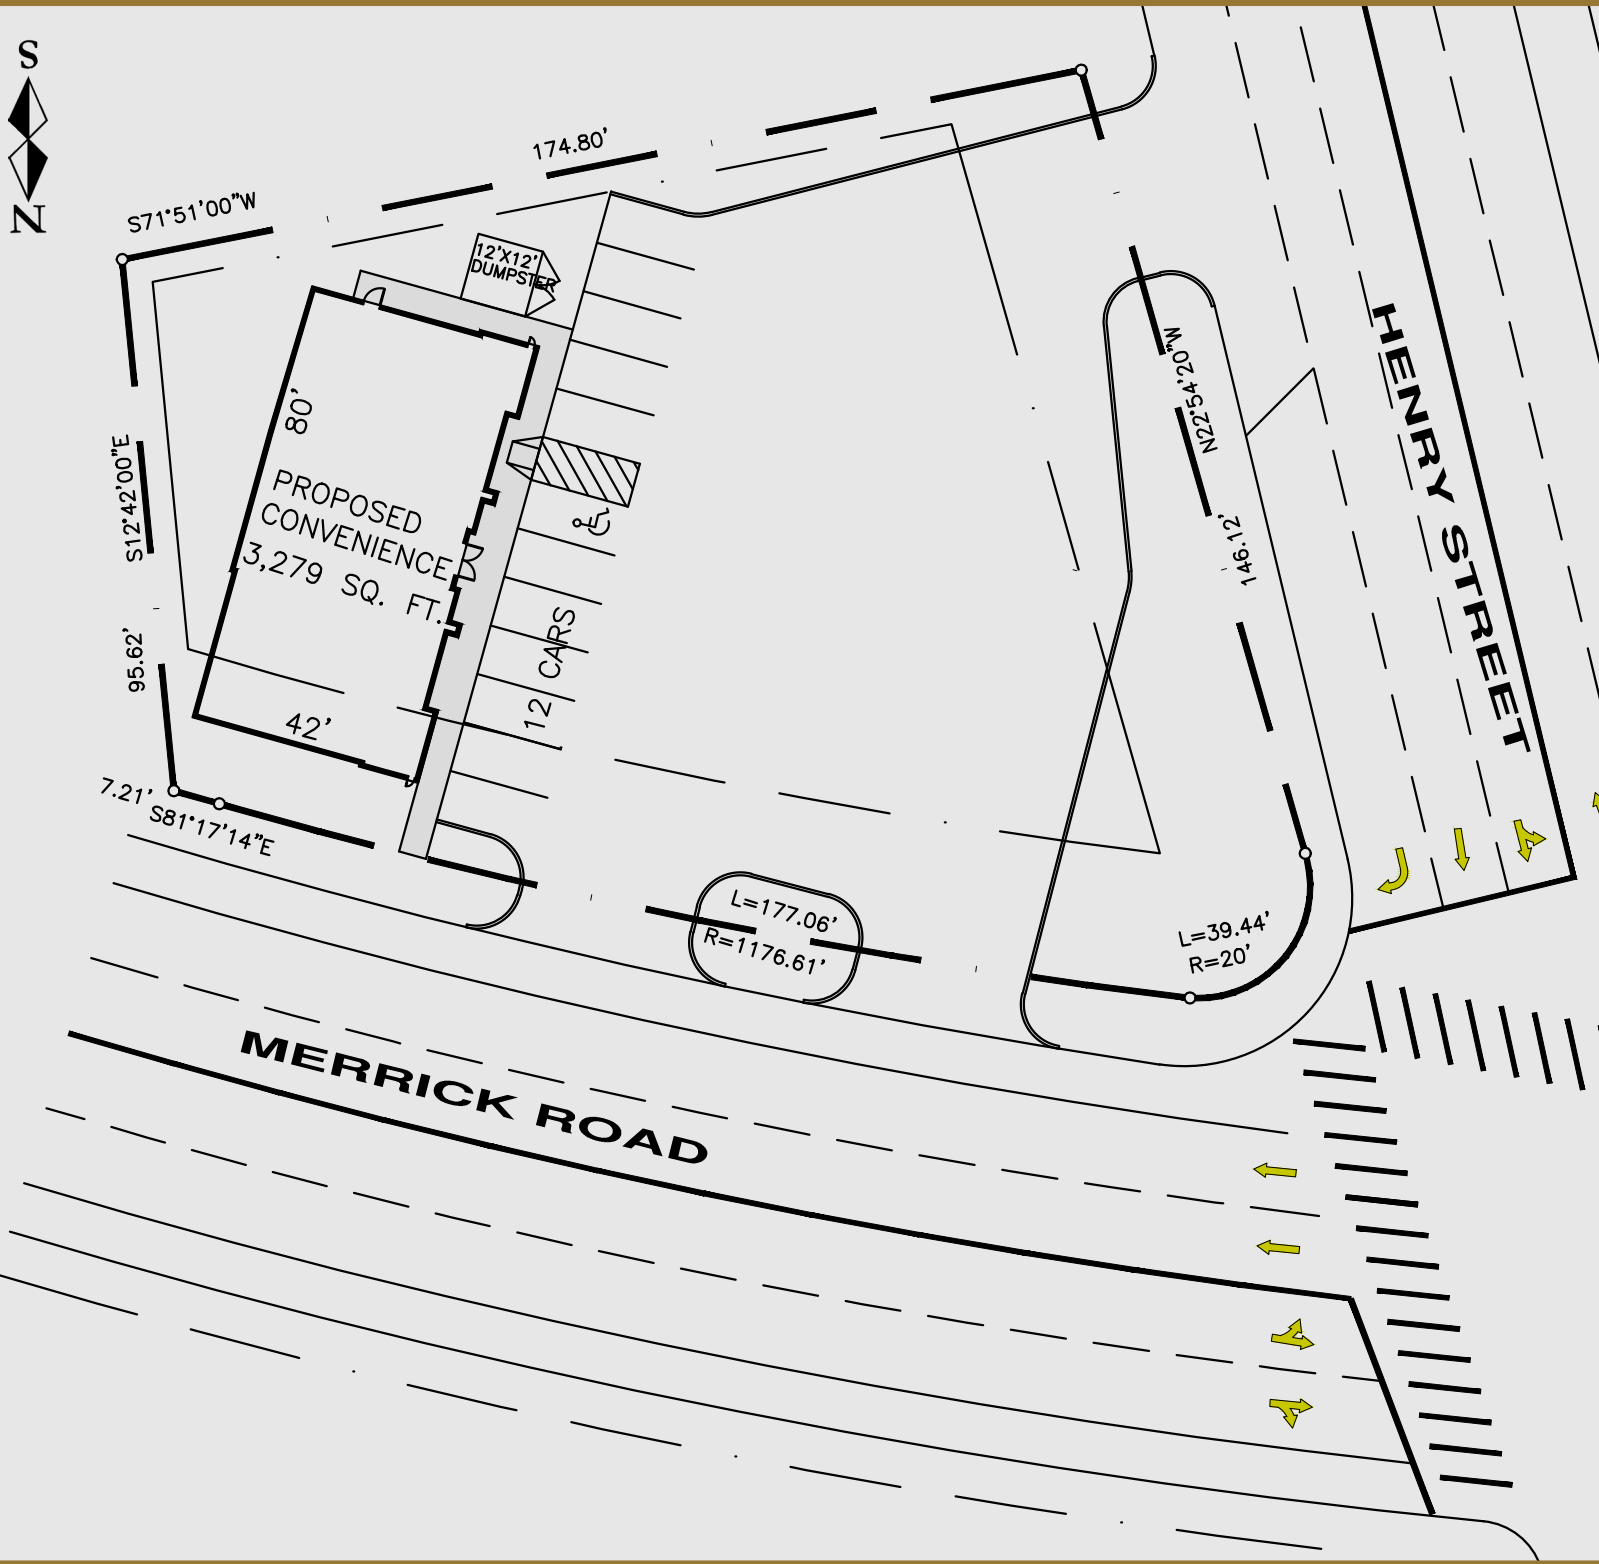 S
N
174.80'
S71°51'00"W
12'X12'
DUMPSTER
80'
S12°42'00"E
95.62'
PROPOSED
CONVENIENCE
3,279 SQ. FT.
42'
12 CARS
7.21'
S81°17'14"E
L=177.06'
R=1176.61'
N22°54'20"W
146.12'
HENRY STREET
L=39.44'
R=20'
MERRICK ROAD